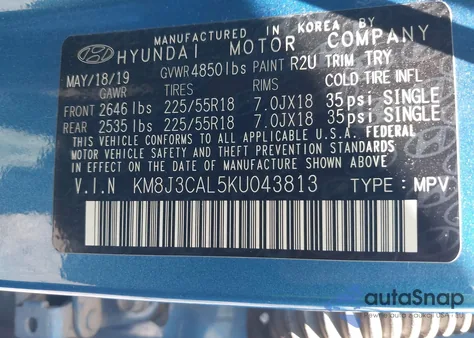 MANUFACTURED IN KOREA BY
HYUNDAI MOTOR COMPANY
MAY/18/19 GVWR 4850lbs PAINT R2U TRIM TRY
GAWR TIRES RIMS COLD TIRE INFL
FRONT 2646lbs 225/55R18 7.0JX18 35psi SINGLE
REAR 2535lbs 225/55R18 7.0JX18 35psi SINGLE
THIS VEHICLE CONFORMS TO ALL APPLICABLE U.S.A. FEDERAL
MOTOR VEHICLE SAFETY AND THEFT PREVENTION STANDARDS
IN EFFECT ON THE DATE OF MANUFACTURE SHOWN ABOVE
V.I.N KM8J3CAL5KU043813 TYPE: MPV
autoSnap